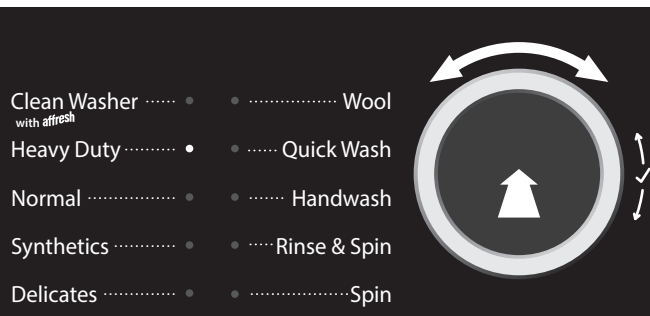 Clean Washer
with affresh
Heavy Duty
Normal
Synthetics
Delicates
Wool
Quick Wash
Handwash
Rinse & Spin
Spin